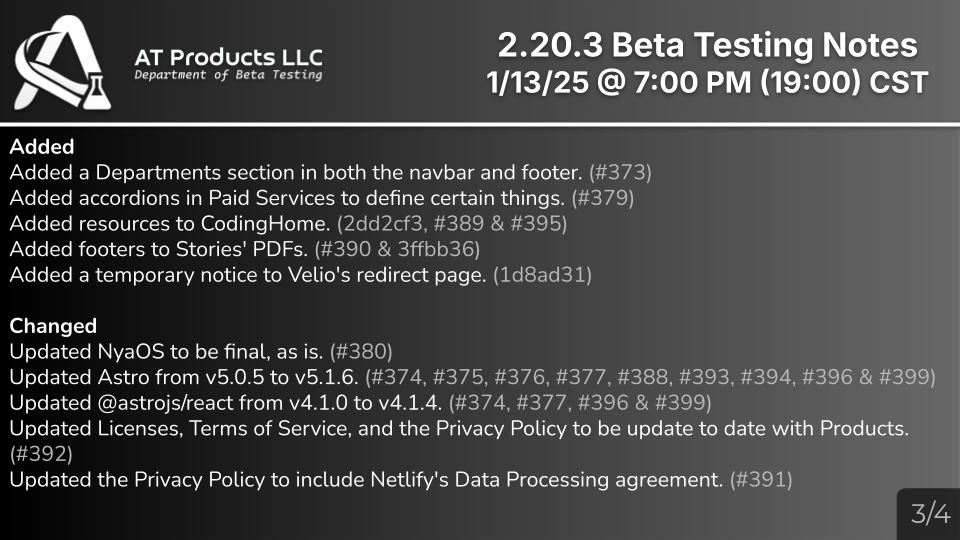 AT Products LLC
Department of Beta Testing
2.20.3 Beta Testing Notes
1/13/25 @ 7:00 PM (19:00) CST
Added
Added a Departments section in both the navbar and footer. (#373)
Added accordions in Paid Services to define certain things. (#379)
Added resources to CodingHome. (2dd2cf3, #389 & #395)
Added footers to Stories' PDFs. (#390 & 3ffbb36)
Added a temporary notice to Velio's redirect page. (1d8ad31)
Changed
Updated NyaOS to be final, as is. (#380)
Updated Astro from v5.0.5 to v5.1.6. (#374, #375, #376, #377, #388, #393, #394, #396 & #399)
Updated @astrojs/react from v4.1.0 to v4.1.4. (#374, #377, #396 & #399)
Updated Licenses, Terms of Service, and the Privacy Policy to be update to date with Products.
(#392)
Updated the Privacy Policy to include Netlify's Data Processing agreement. (#391)
3/4